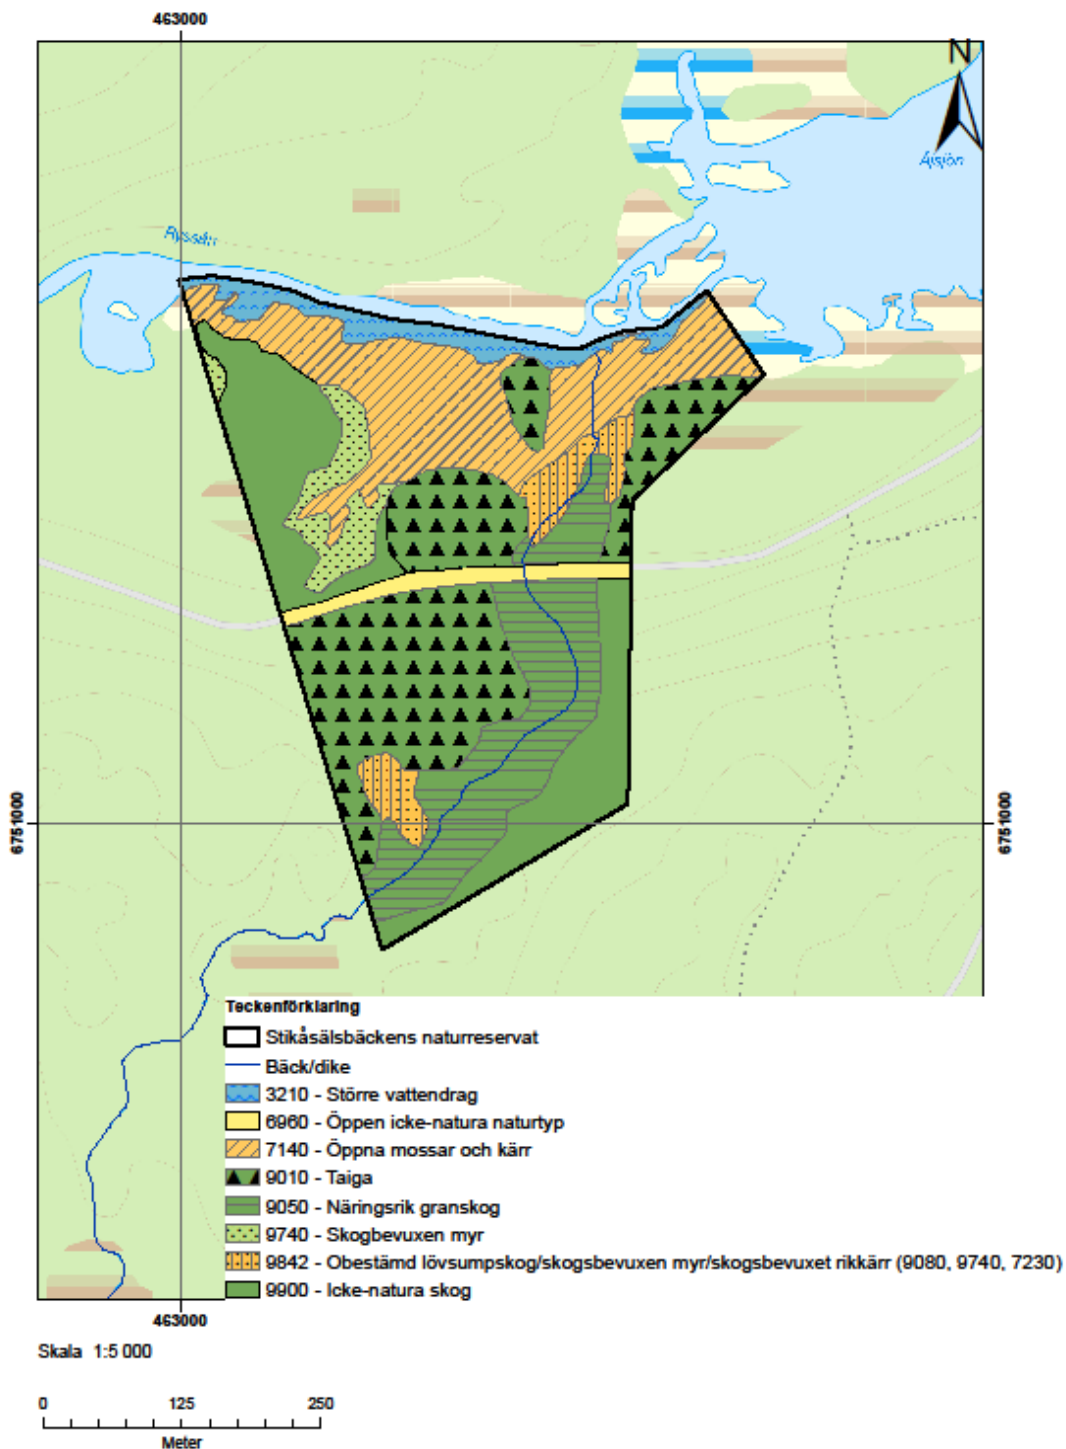 463000
N
Ryssån
Ajsjön
6751000
6751000
Teckenförklaring
Stikåsälsbäckens naturreservat
Bäck/dike
3210 - Större vattendrag
6960 - Öppen icke-natura naturtyp
7140 - Öppna mossar och kärr
9010 - Taiga
9050 - Näringsrik granskog
9740 - Skogbevuxen myr
9842 - Obestämd lövsumpskog/skogsbevuxen myr/skogsbevuxet rikkärr (9080, 9740, 7230)
9900 - Icke-natura skog
463000
Skala 1:5 000
0 125 250
Meter